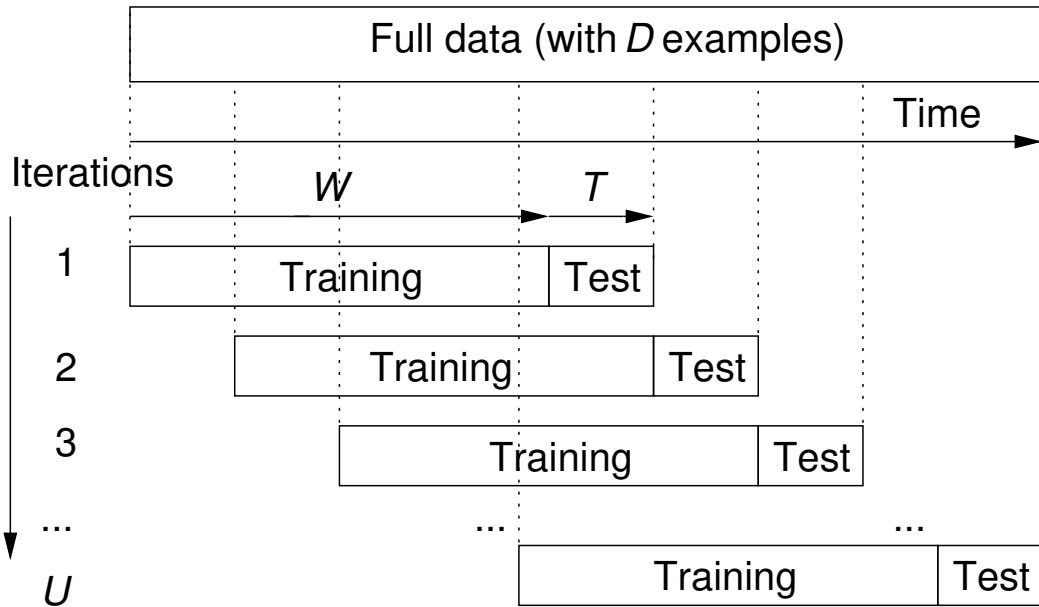 Full data (with D examples)
Time
Iterations
W T
1 Training Test
2 Training Test
3 Training Test
... ... ...
U Training Test